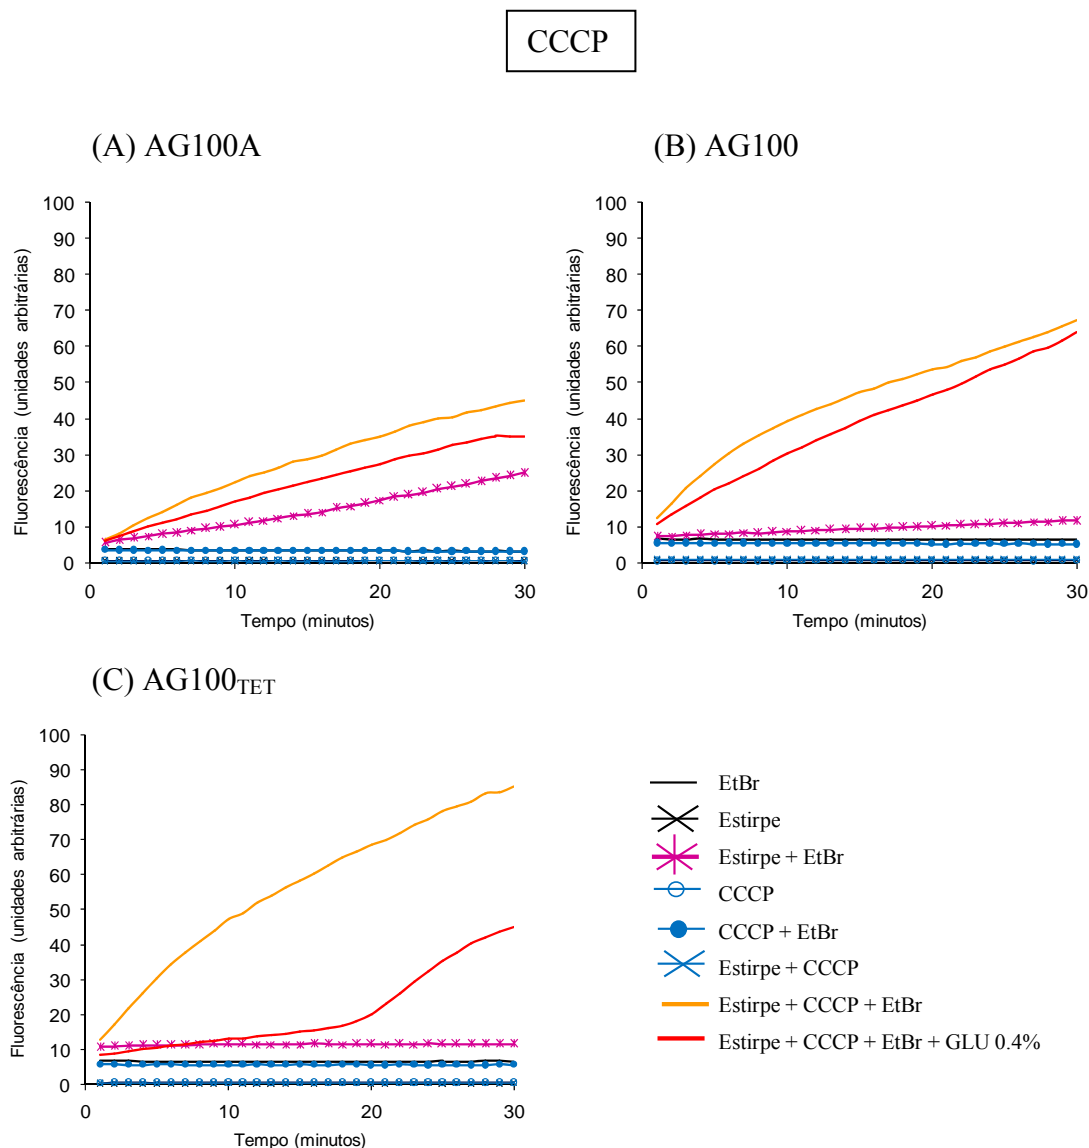 CCCP
(A) AG100A
Fluorescência (unidades arbitrárias)
100
90
80
70
60
50
40
30
20
10
0
0 10 20 30
Tempo (minutos)
(B) AG100
Fluorescência (unidades arbitrárias)
100
90
80
70
60
50
40
30
20
10
0
0 10 20 30
Tempo (minutos)
(C) AG100TET
Fluorescência (unidades arbitrárias)
100
90
80
70
60
50
40
30
20
10
0
0 10 20 30
Tempo (minutos)
EtBr
Estirpe
Estirpe + EtBr
CCCP
CCCP + EtBr
Estirpe + CCCP
Estirpe + CCCP + EtBr
Estirpe + CCCP + EtBr + GLU 0.4%